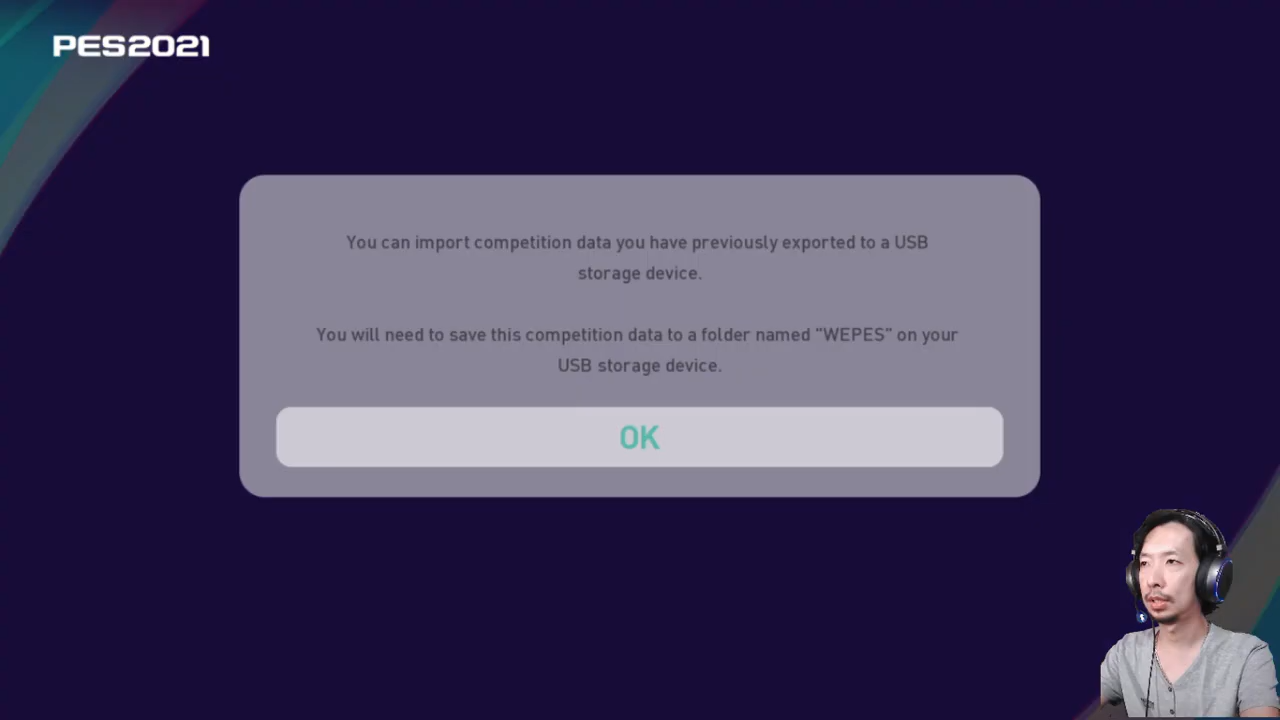 PES2021
You can import competition data you have previously exported to a USB
storage device.
You will need to save this competition data to a folder named "WEPES" on your
USB storage device.
OK